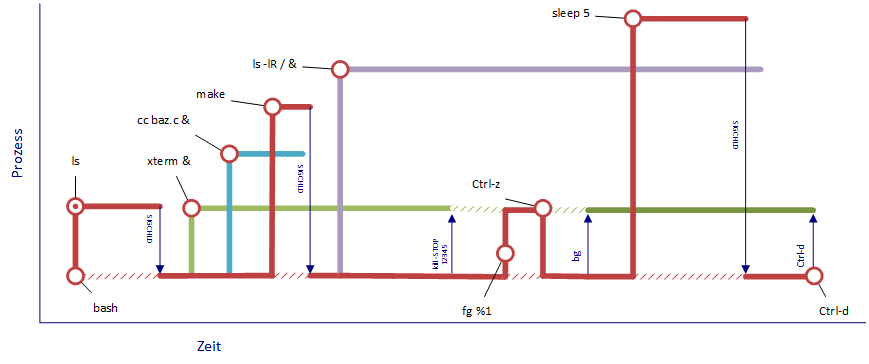 sleep 5
ls -lR / &
make
cc baz.c &
ls
xterm &
Ctrl-z
SIGCHLD
SIGCHLD
SIGCHLD
kill -STOP
12345
bg
Ctrl-d
bash
fg %1
Ctrl-d
Prozess
Zeit